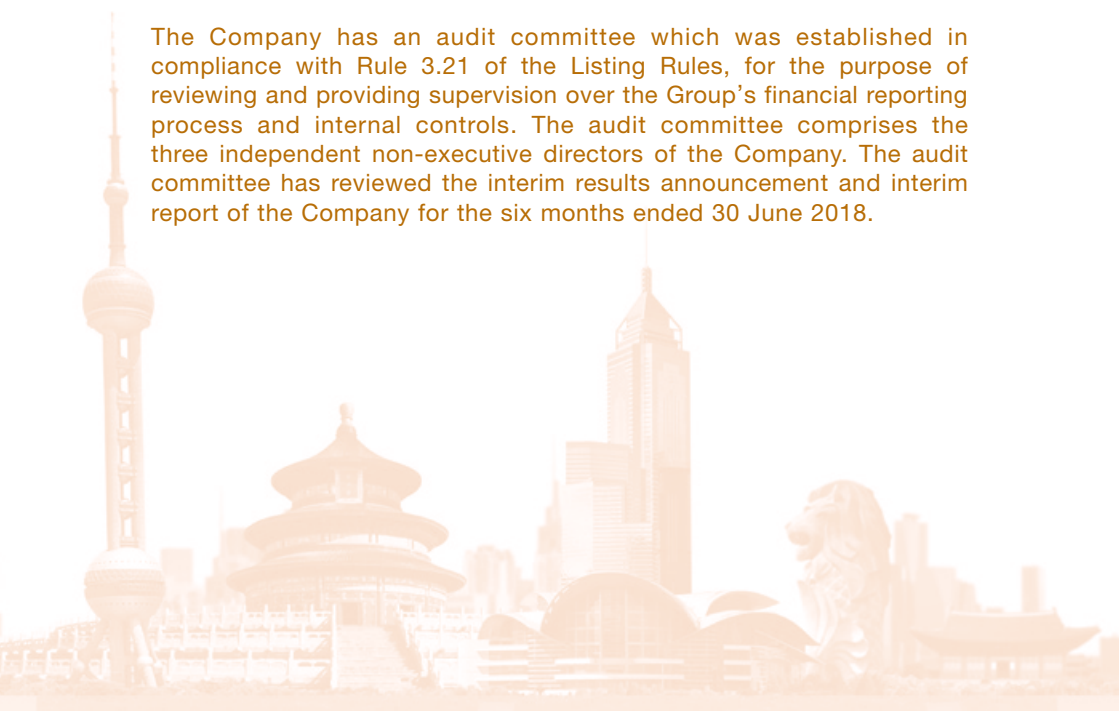 The Company has an audit committee which was established in
compliance with Rule 3.21 of the Listing Rules, for the purpose of
reviewing and providing supervision over the Group’s financial reporting
process and internal controls. The audit committee comprises the
three independent non-executive directors of the Company. The audit
committee has reviewed the interim results announcement and interim
report of the Company for the six months ended 30 June 2018.